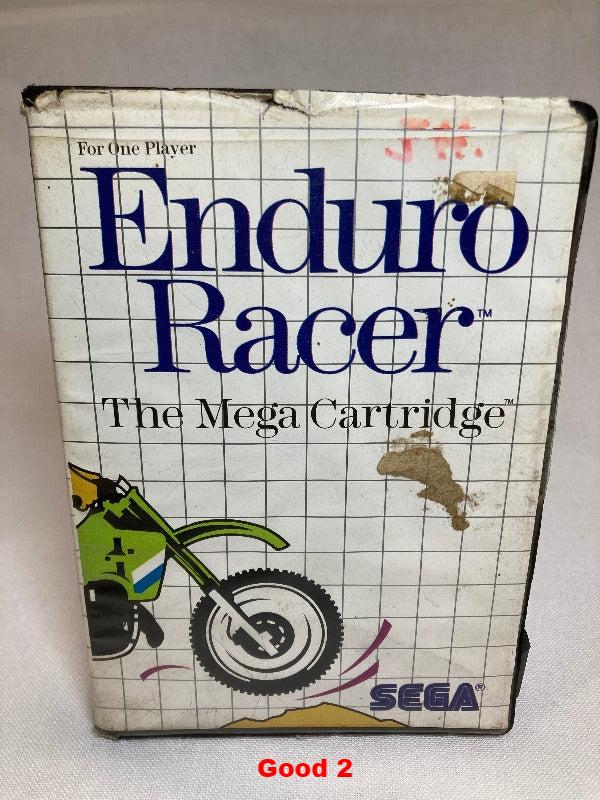 For One Player
J.H.
Enduro
Racer™
The Mega Cartridge™
SEGA®
Good 2